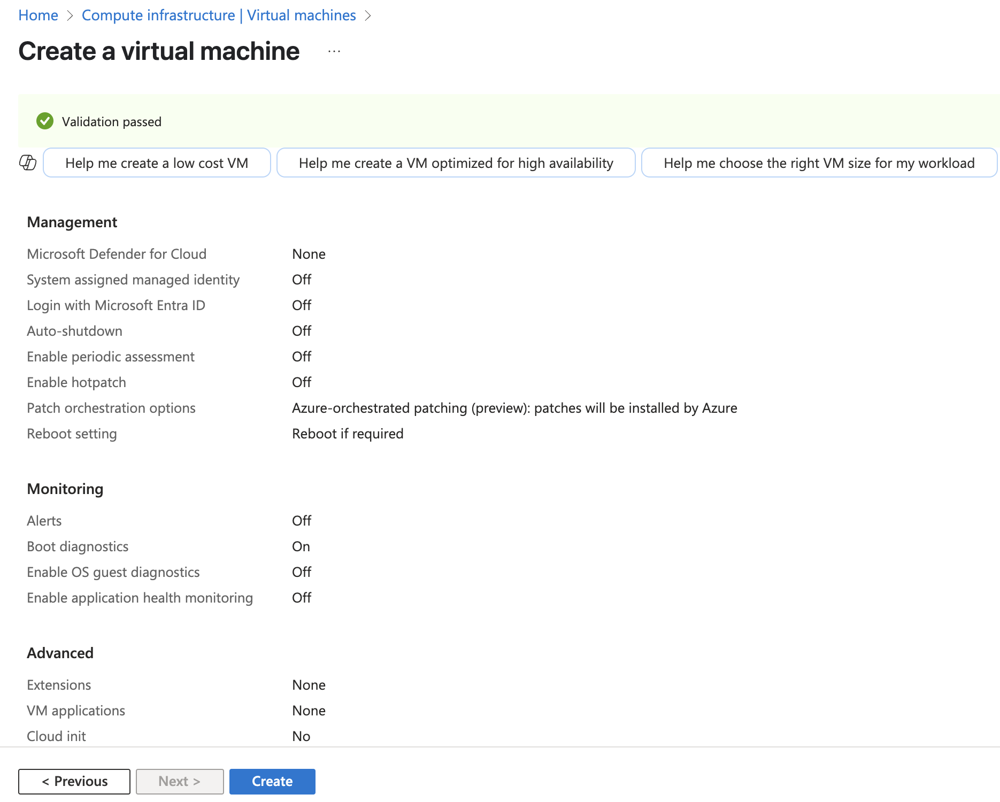 Home > Compute infrastructure | Virtual machines >
Create a virtual machine ...
Validation passed
Help me create a low cost VM Help me create a VM optimized for high availability Help me choose the right VM size for my workload
Management
Microsoft Defender for Cloud None
System assigned managed identity Off
Login with Microsoft Entra ID Off
Auto-shutdown Off
Enable periodic assessment Off
Enable hotpatch Off
Patch orchestration options Azure-orchestrated patching (preview): patches will be installed by Azure
Reboot setting Reboot if required
Monitoring
Alerts Off
Boot diagnostics On
Enable OS guest diagnostics Off
Enable application health monitoring Off
Advanced
Extensions None
VM applications None
Cloud init No
< Previous Next > Create